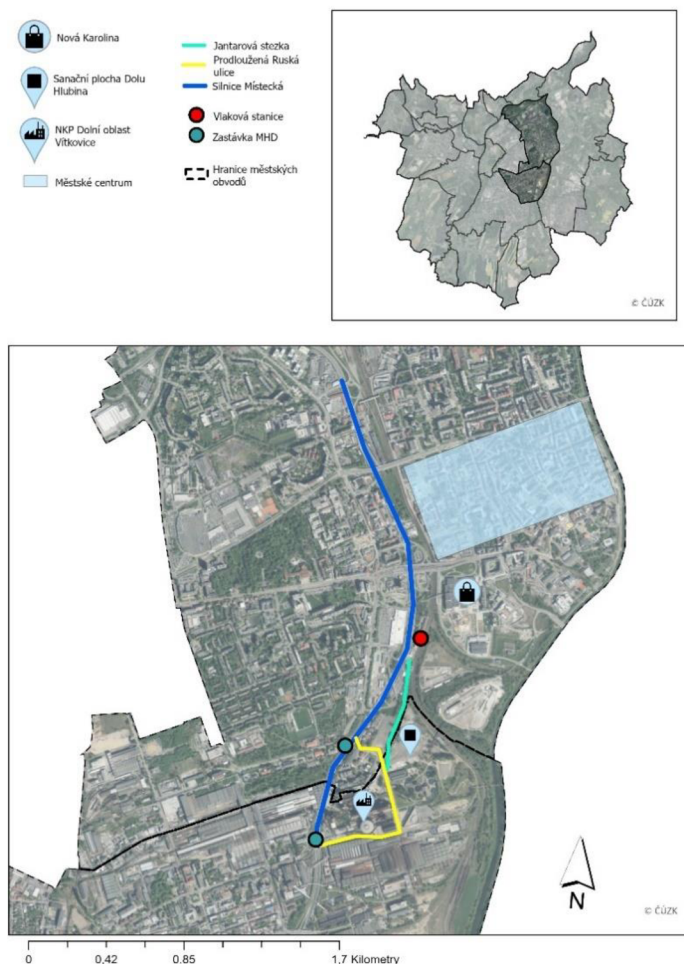 Nová Karolina
Sanační plocha Dolu
Hlubina
NKP Dolní oblast
Vítkovice
Městské centrum
Jantarová stezka
Prodloužená Ruská
ulice
Silnice Místecká
Vlaková stanice
Zastávka MHD
Hranice městských
obvodů
© ČÚZK
N
© ČÚZK
0 0,42 0,85 1,7 Kilometry